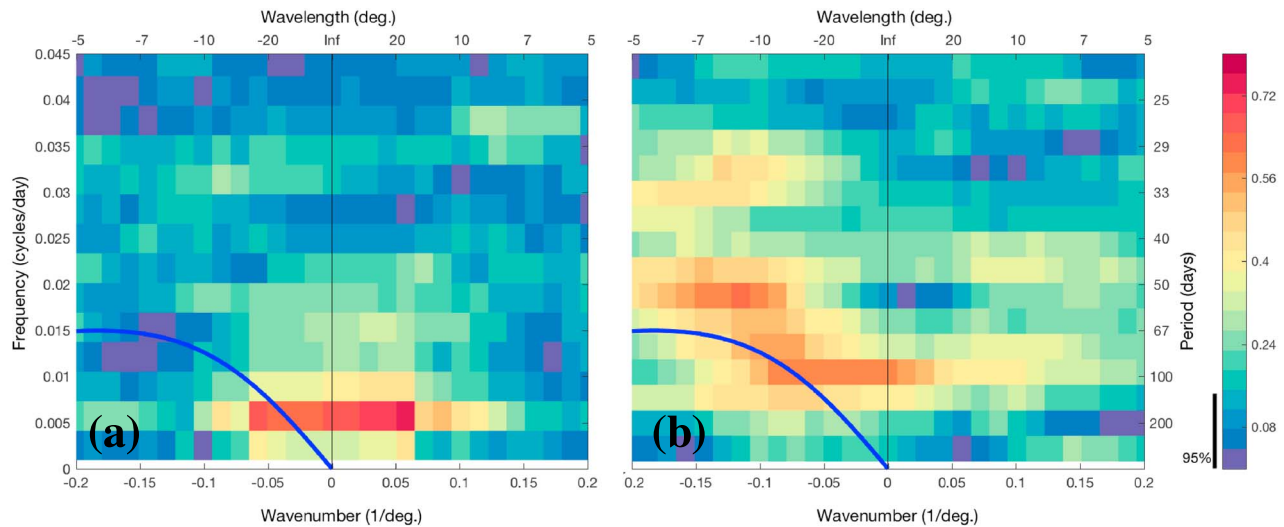 Wavelength (deg.)
-5 -7 -10 -20 Inf 20 10 7 5
Frequency (cycles/day)
0.045
0.04
0.035
0.03
0.025
0.02
0.015
0.01
0.005
0
(a)
-0.2 -0.15 -0.1 -0.05 0 0.05 0.1 0.15 0.2
Wavenumber (1/deg.)
Wavelength (deg.)
-5 -7 -10 -20 Inf 20 10 7 5
(b)
-0.2 -0.15 -0.1 -0.05 0 0.05 0.1 0.15 0.2
Wavenumber (1/deg.)
25
29
33
40
50
67
100
200
Period (days)
95%
0.72
0.56
0.4
0.24
0.08